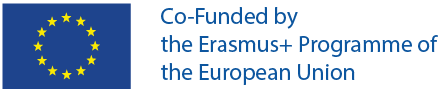 Co-Funded by
the Erasmus+ Programme of
the European Union